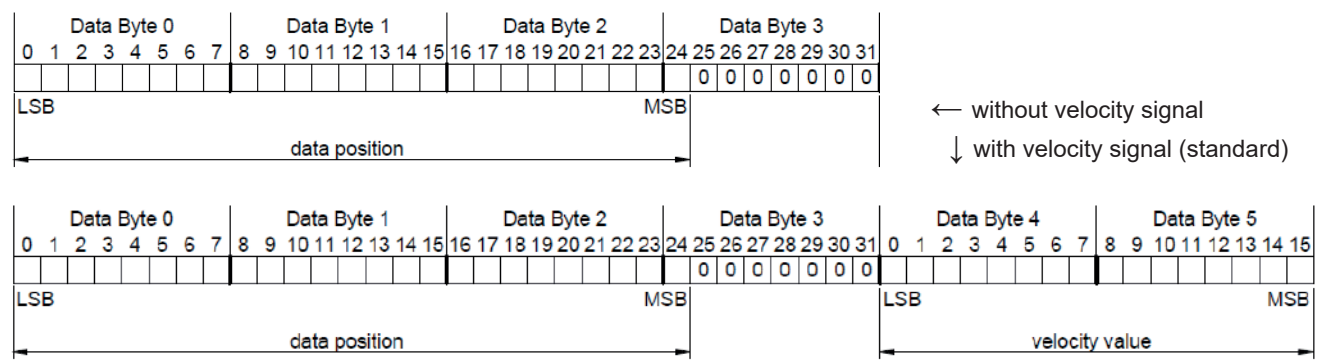 Data Byte 0 Data Byte 1 Data Byte 2 Data Byte 3
0 1 2 3 4 5 6 7 8 9 10 11 12 13 14 15 16 17 18 19 20 21 22 23 24 25 26 27 28 29 30 31
0 0 0 0 0 0 0
LSB MSB
← without velocity signal
data position
↓ with velocity signal (standard)
Data Byte 0 Data Byte 1 Data Byte 2 Data Byte 3 Data Byte 4 Data Byte 5
0 1 2 3 4 5 6 7 8 9 10 11 12 13 14 15 16 17 18 19 20 21 22 23 24 25 26 27 28 29 30 31 0 1 2 3 4 5 6 7 8 9 10 11 12 13 14 15
0 0 0 0 0 0 0
LSB MSB LSB MSB
data position velocity value